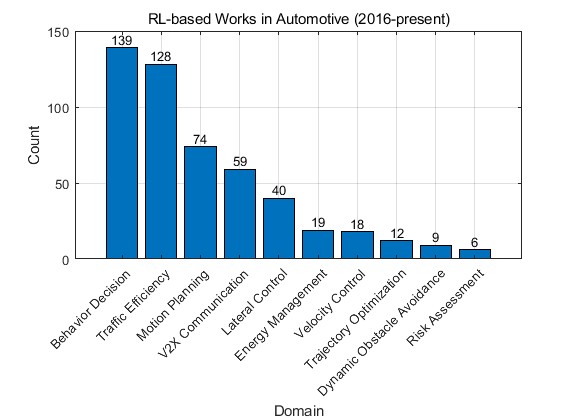 RL-based Works in Automotive (2016-present)
150
100
50
0
Count
139
128
74
59
40
19
18
12
9
6
Behavior Decision
Traffic Efficiency
Motion Planning
V2X Communication
Lateral Control
Energy Management
Velocity Control
Trajectory Optimization
Dynamic Obstacle Avoidance
Risk Assessment
Domain